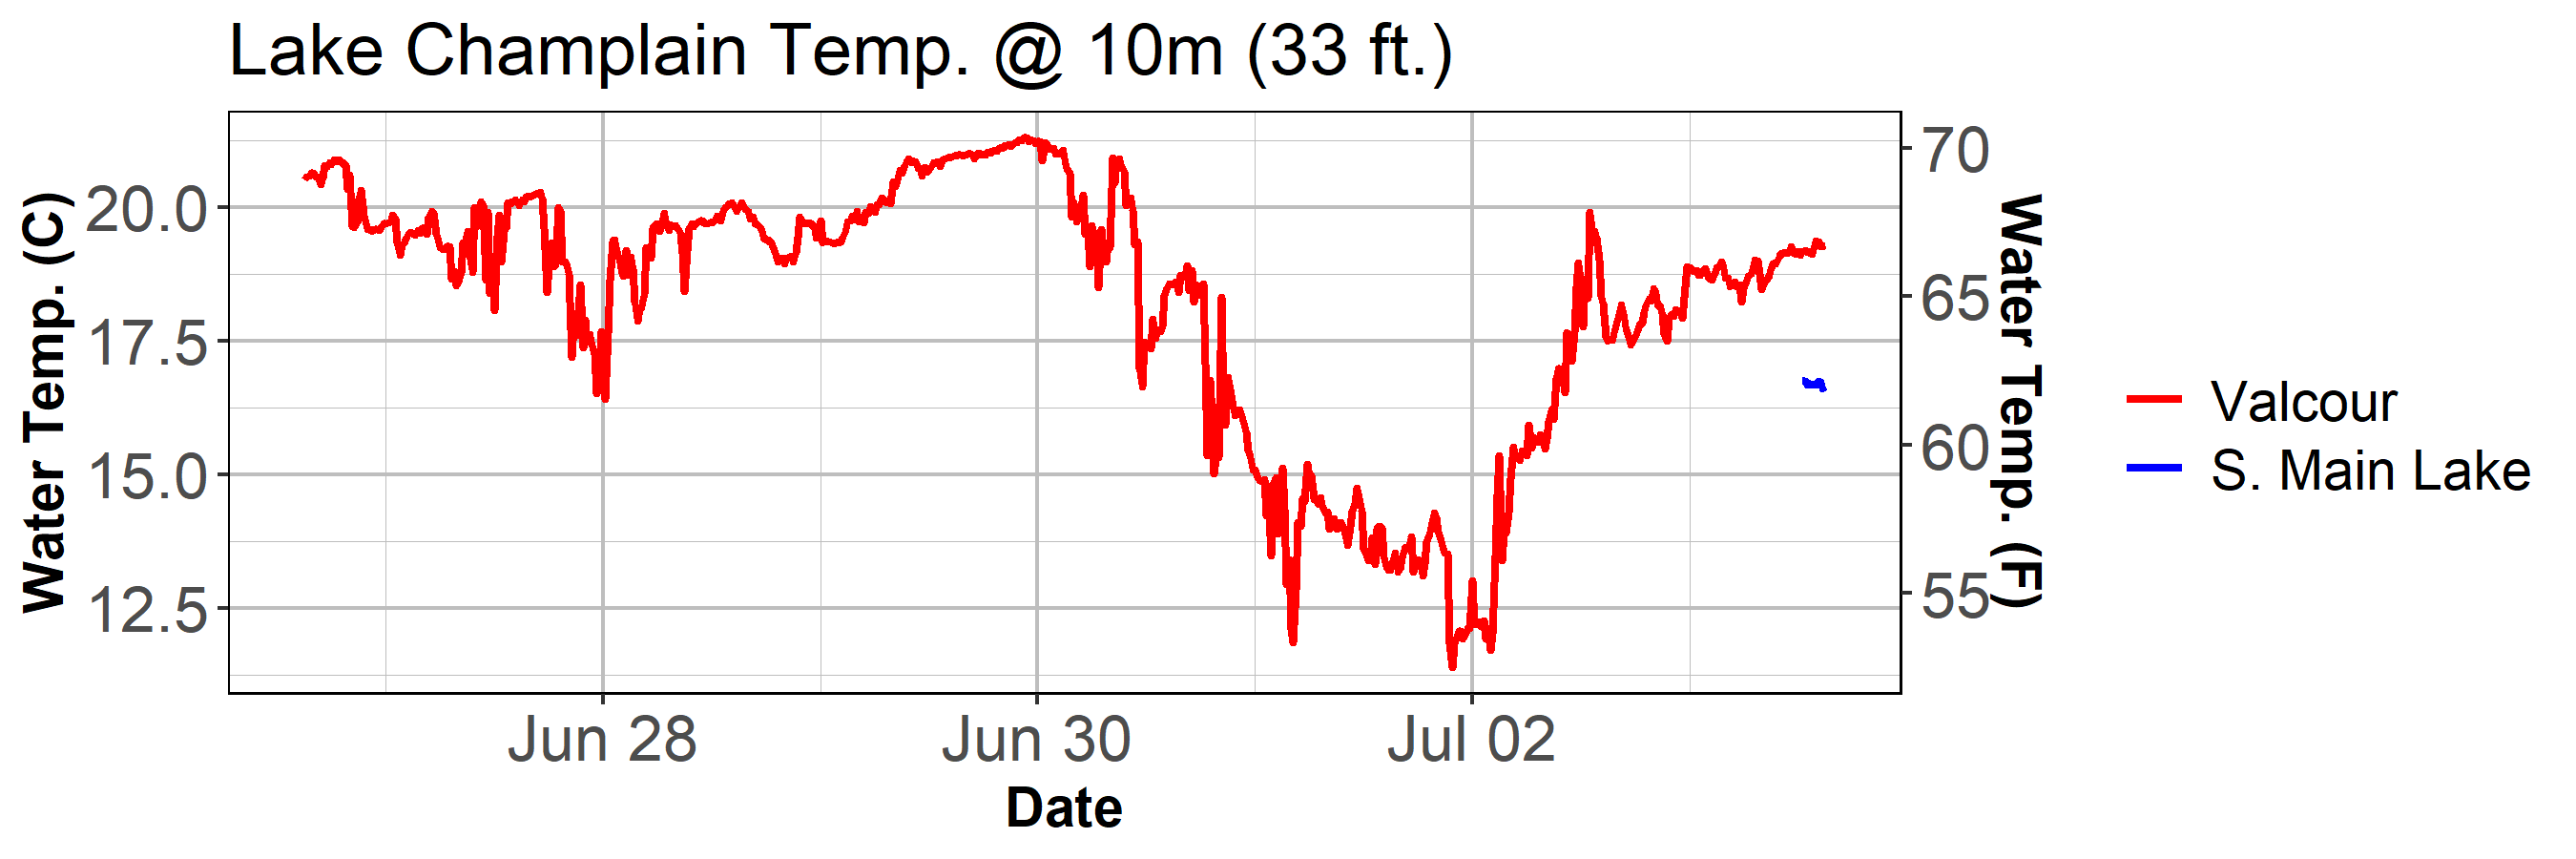 Lake Champlain Temp. @ 10m (33 ft.)
Water Temp. (C)
20.0
17.5
15.0
12.5
70
65
60
55
Water Temp. (F)
Jun 28
Jun 30
Jul 02
Date
Valcour
S. Main Lake